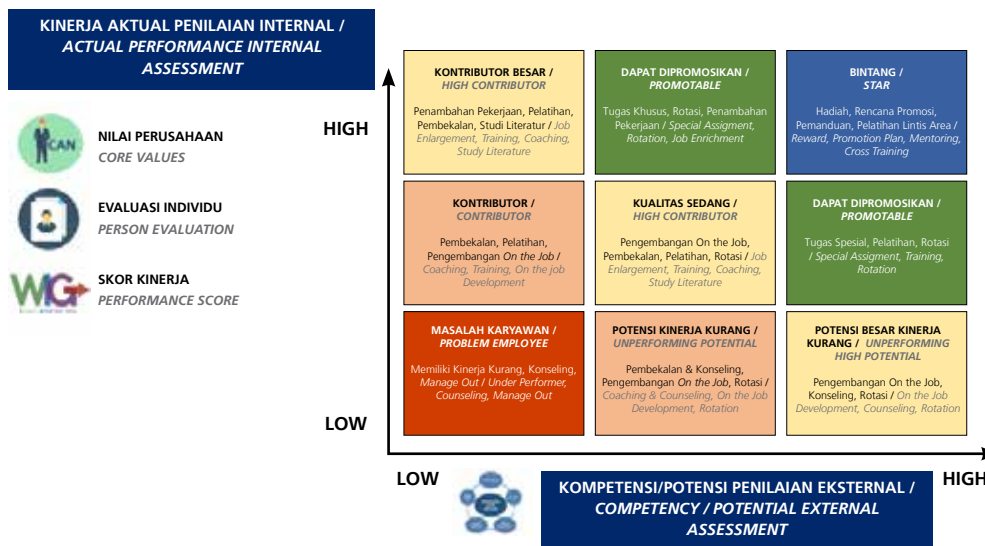 KINERJA AKTUAL PENILAIAN INTERNAL /
ACTUAL PERFORMANCE INTERNAL
ASSESSMENT
CAN
NILAI PERUSAHAAN
CORE VALUES
EVALUASI INDIVIDU
PERSON EVALUATION
WIG
SKOR KINERJA
PERFORMANCE SCORE
HIGH
LOW
KONTRIBUTOR BESAR /
HIGH CONTRIBUTOR
Penambahan Pekerjaan, Pelatihan,
Pembekalan, Studi Literatur / Job
Enlargement, Training, Coaching,
Study Literature
DAPAT DIPROMOSIKAN /
PROMOTABLE
Tugas Khusus, Rotasi, Penambahan
Pekerjaan / Special Assigment,
Rotation, Job Enrichment
BINTANG /
STAR
Hadiah, Rencana Promosi,
Pemanduan, Pelatihan Lintis Area /
Reward, Promotion Plan, Mentoring,
Cross Training
KONTRIBUTOR /
CONTRIBUTOR
Pembekalan, Pelatihan,
Pengembangan On the Job /
Coaching, Training, On the job
Development
KUALITAS SEDANG /
HIGH CONTRIBUTOR
Pengembangan On the Job,
Pembekalan, Pelatihan, Rotasi / Job
Enlargement, Training, Coaching,
Study Literature
DAPAT DIPROMOSIKAN /
PROMOTABLE
Tugas Spesial, Pelatihan, Rotasi
/ Special Assigment, Training,
Rotation
MASALAH KARYAWAN /
PROBLEM EMPLOYEE
Memiliki Kinerja Kurang, Konseling,
Manage Out / Under Performer,
Counseling, Manage Out
POTENSI KINERJA KURANG /
UNPERFORMING POTENTIAL
Pembekalan & Konseling,
Pengembangan On the Job, Rotasi /
Coaching & Counseling, On the Job
Development, Rotation
POTENSI BESAR KINERJA
KURANG / UNPERFORMING
HIGH POTENTIAL
Pengembangan On the Job,
Konseling, Rotasi / On the Job
Development, Counseling, Rotation
LOW
HIGH
KOMPETENSI/POTENSI PENILAIAN EKSTERNAL /
COMPETENCY / POTENTIAL EXTERNAL
ASSESSMENT